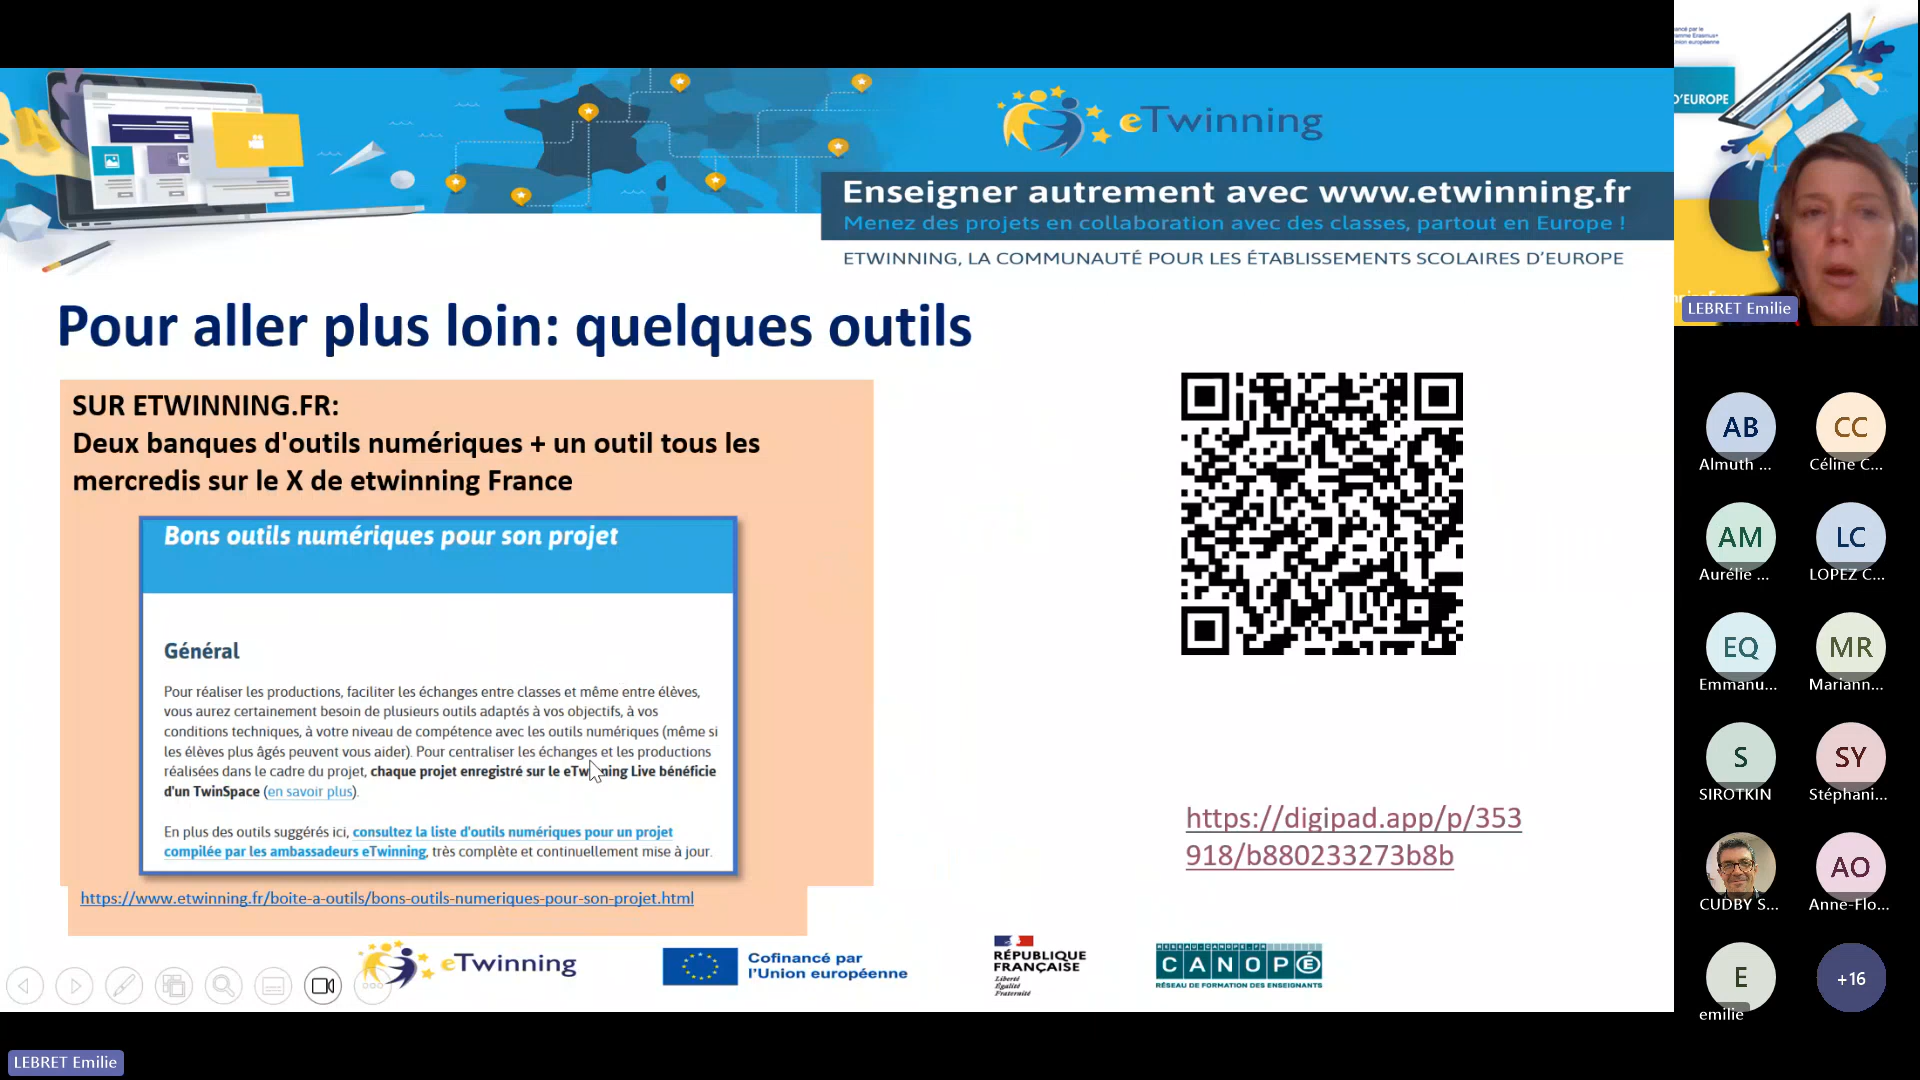 eTwinning
Enseigner autrement avec www.etwinning.fr
Menez des projets en collaboration avec des classes, partout en Europe !
ETWINNING, LA COMMUNAUTÉ POUR LES ÉTABLISSEMENTS SCOLAIRES D'EUROPE
Pour aller plus loin: quelques outils
SUR ETWINNING.FR:
Deux banques d'outils numériques + un outil tous les
mercredis sur le X de etwinning France
Bons outils numériques pour son projet
Général
Pour réaliser les productions, faciliter les échanges entre classes et même entre élèves,
vous aurez certainement besoin de plusieurs outils adaptés à vos objectifs, à vos
conditions techniques, à votre niveau de compétence avec les outils numériques (même si
les élèves plus âgés peuvent vous aider). Pour centraliser les échanges et les productions
réalisées dans le cadre du projet, chaque projet enregistré sur le eTwinning Live bénéficie
d'un TwinSpace (en savoir plus).
En plus des outils suggérés ici, consultez la liste d'outils numériques pour un projet
compilée par les ambassadeurs eTwinning, très complète et continuellement mise à jour.
https://www.etwinning.fr/boite-a-outils/bons-outils-numeriques-pour-son-projet.html
https://digipad.app/p/353
918/b880233273b8b
eTwinning
Cofinancé par
l'Union européenne
RÉPUBLIQUE
FRANÇAISE
Liberté
Égalité
Fraternité
RESEAU-CANOPE.FR
CANOPÉ
RÉSEAU DE FORMATION DES ENSEIGNANTS
D'EUROPE
LEBRET Emilie
AB
Almuth ...
CC
Céline C...
AM
Aurélie ...
LC
LOPEZ C...
EQ
Emmanu...
MR
Mariann...
S
SIROTKIN
SY
Stéphani...
CUDBY S...
AO
Anne-Flo...
E
emilie
+16
LEBRET Emilie